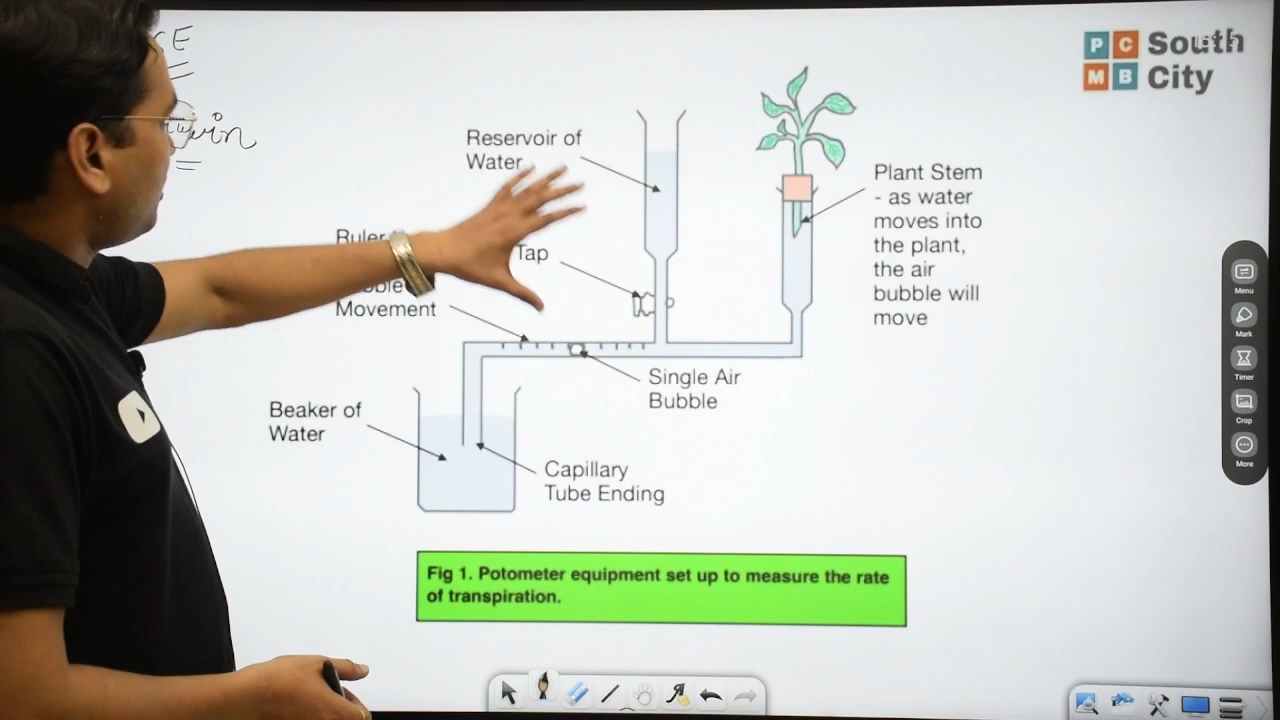 P C South
M B City
Reservoir of
Water
Ruler
Tap
Movement
Plant Stem
- as water
moves into
the plant,
the air
bubble will
move
Single Air
Bubble
Beaker of
Water
Capillary
Tube Ending
Fig 1. Potometer equipment set up to measure the rate
of transpiration.
Menu
Mark
Timer
Crop
More